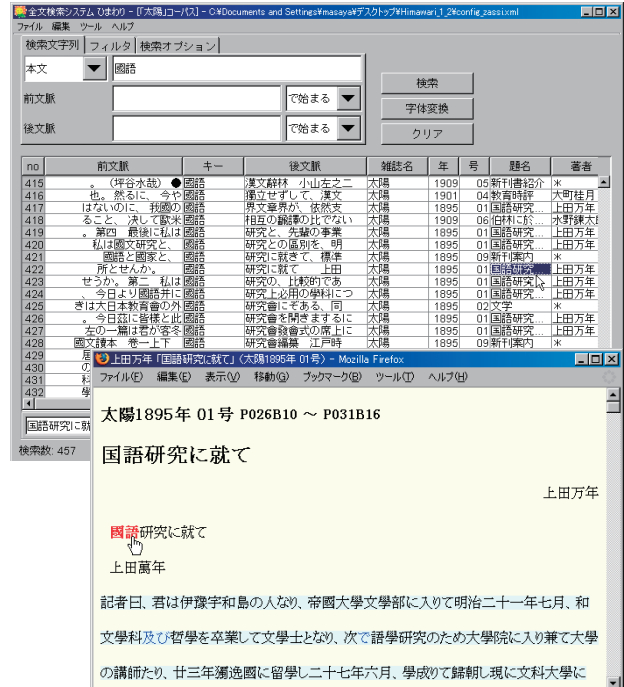 全文検索システム ひまわり - [『太陽』コーパス] - C:¥Documents and Settings¥masaya¥デスクトップ¥Himawari_1_2¥config_zassi.xml
ファイル 編集 ツール ヘルプ
検索文字列 フィルタ 検索オプション
本文 國語
前文脈 で始まる
後文脈 で始まる
検索
字体変換
クリア
no 前文脈 キー 後文脈 雑誌名 年 号 題名 著者
415 。 (坪谷水哉) ● 國語 漢文辞林 小山左之二 太陽 1909 05 新刊書紹介 *
416 也。然るに、今や 國語 獨立せずして、漢文 太陽 1901 04 教育時評 大町桂月
417 はないのに、我國の 國語 界文章界が、依然支 太陽 1895 01 国語研究... 上田万年
418 ること、決して歐米 國語 相互の飜譯の比でない 太陽 1909 06 伯林に於... 水野錬太
419 。第四 最後に私は 國語 研究と、先輩の事業 太陽 1895 01 国語研究... 上田万年
420 私は國文研究と、 國語 研究との區別を、明 太陽 1895 01 国語研究... 上田万年
421 國語と國家と、 國語 研究に就きて、標準 太陽 1895 09 新刊案内 *
422 所とせんか。 國語 研究に就て 上田 太陽 1895 01 国語研究... 上田万年
423 せうか。第二 私は 國語 研究の、比較的であ 太陽 1895 01 国語研究... 上田万年
424 今日より國語幷に 國語 研究上必用の學科につ 太陽 1895 01 国語研究... 上田万年
425 きは大日本教育會の外 國語 研究會にぞある、同 太陽 1895 02 文学 *
426 。今日茲に皆様と此 國語 研究會を開きまするに 太陽 1895 01 国語研究... 上田万年
427 左の一篇は君が客冬 國語 研究會發會式の席上に 太陽 1895 01 国語研究... 上田万年
428 國文讀本 卷一上下 國語 研究會編纂 江戸時 太陽 1895 09 新刊案内 *
429
430 の
431 科
432 學
国語研究に就
検索数: 457
上田万年「国語研究に就て」(太陽1895年 01号) - Mozilla Firefox
ファイル(F) 編集(E) 表示(V) 移動(G) ブックマーク(B) ツール(T) ヘルプ(H)
太陽1895年 01号 P026B10 ～ P031B16
国語研究に就て
上田万年
國語研究に就て
上田萬年
記者曰、君は伊豫宇和島の人なり、帝國大學文學部に入りて明治二十一年七月、和
文學科及び哲學を卒業して文學士となり、次で語學研究のため大學院に入り兼て大學
の講師たり、廿三年獨逸國に留學し二十七年六月、學成りて歸朝し現に文科大學に